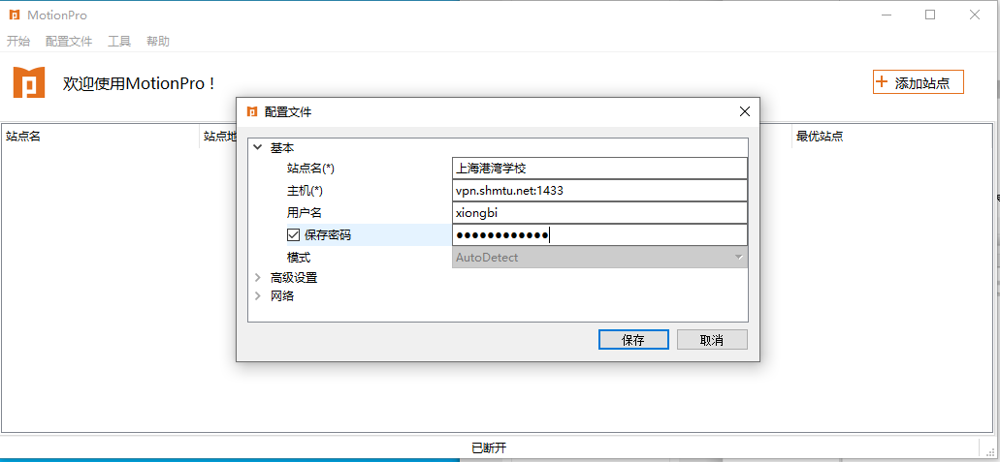 MotionPro
开始 配置文件 工具 帮助
欢迎使用MotionPro！
添加站点
配置文件
站点名 站点地 最优站点
基本
站点名(*) 上海港湾学校
主机(*) vpn.shmtu.net:1433
用户名 xiongbi
保存密码 ●●●●●●●●●●●●
模式 AutoDetect
高级设置
网络
保存 取消
已断开